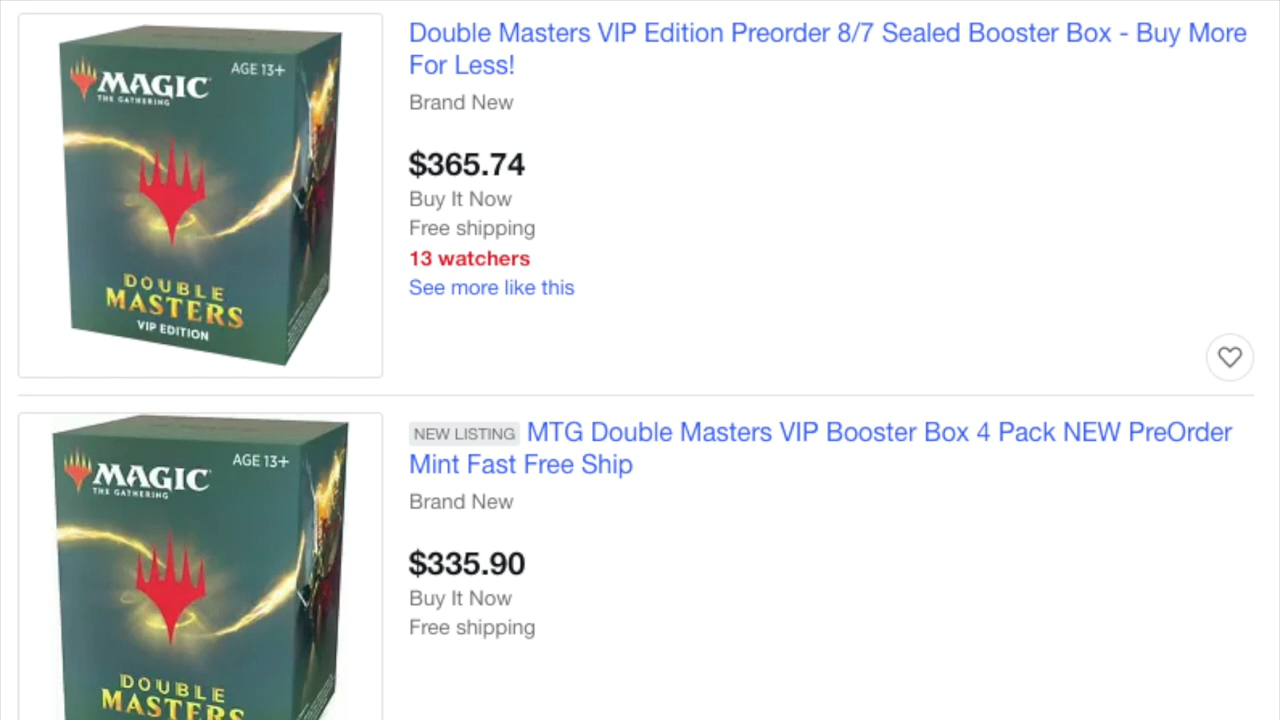 MAGIC
THE GATHERING
AGE 13+
DOUBLE
MASTERS
VIP EDITION
Double Masters VIP Edition Preorder 8/7 Sealed Booster Box - Buy More
For Less!
Brand New
$365.74
Buy It Now
Free shipping
13 watchers
See more like this
MAGIC
THE GATHERING
AGE 13+
DOUBLE
MASTERS
NEW LISTING MTG Double Masters VIP Booster Box 4 Pack NEW PreOrder
Mint Fast Free Ship
Brand New
$335.90
Buy It Now
Free shipping